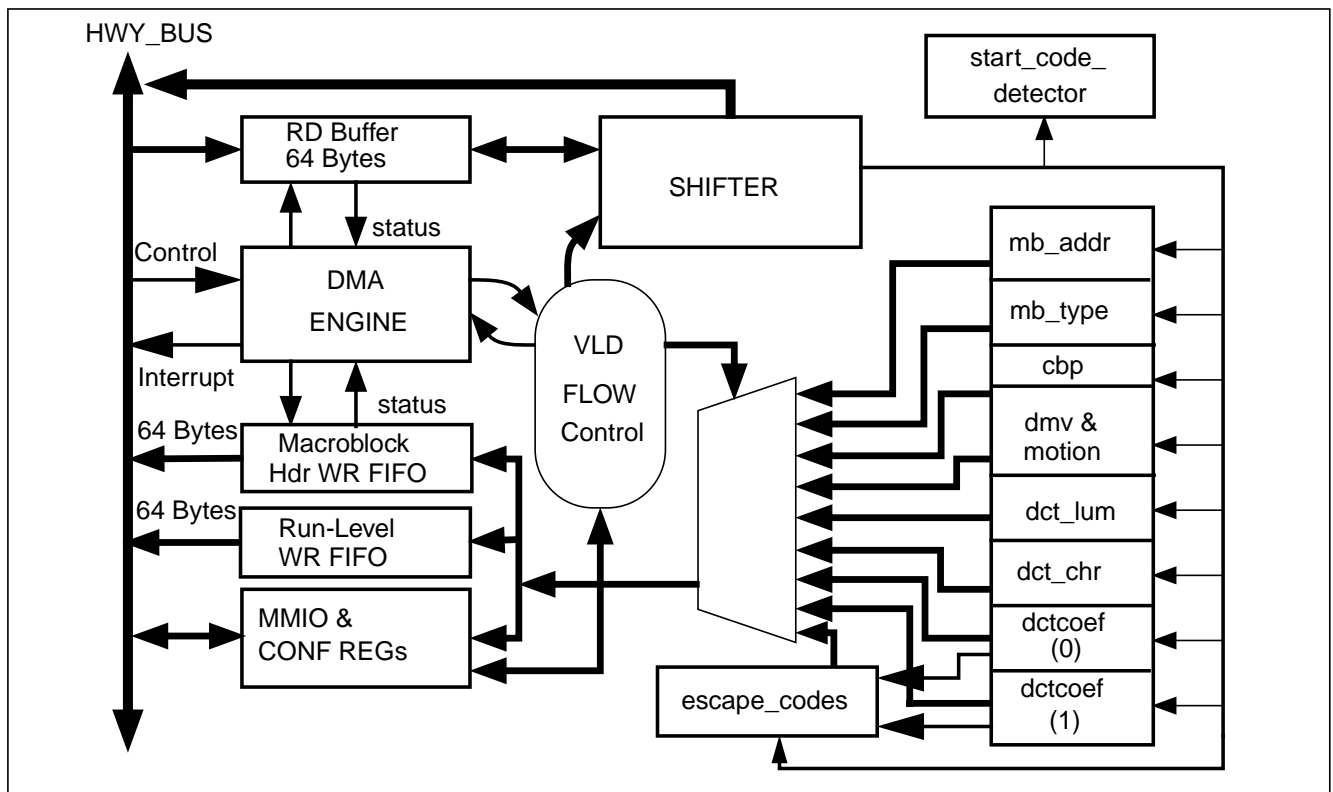 HWY_BUS
start_code_
detector
RD Buffer
64 Bytes
SHIFTER
status
Control
DMA
ENGINE
Interrupt
status
VLD
FLOW
Control
64 Bytes
Macroblock
Hdr WR FIFO
64 Bytes
Run-Level
WR FIFO
MMIO &
CONF REGs
mb_addr
mb_type
cbp
dmv &
motion
dct_lum
dct_chr
dctcoef
(0)
dctcoef
(1)
escape_codes